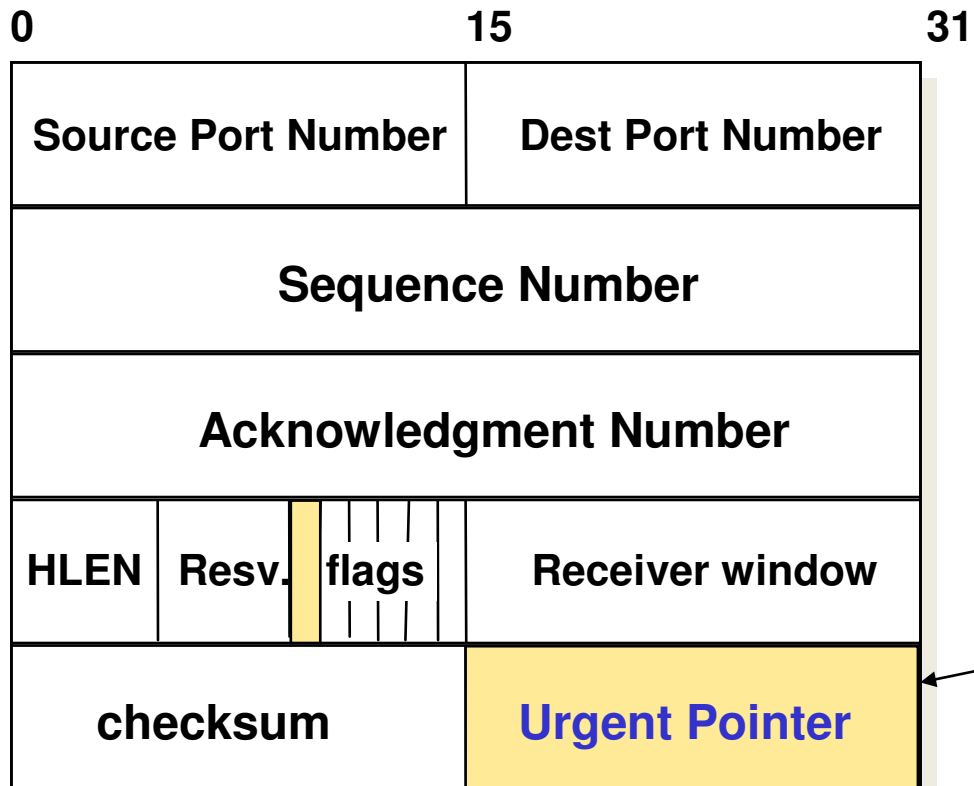 0 15 31
Source Port Number Dest Port Number
Sequence Number
Acknowledgment Number
HLEN Resv. flags Receiver window
checksum Urgent Pointer